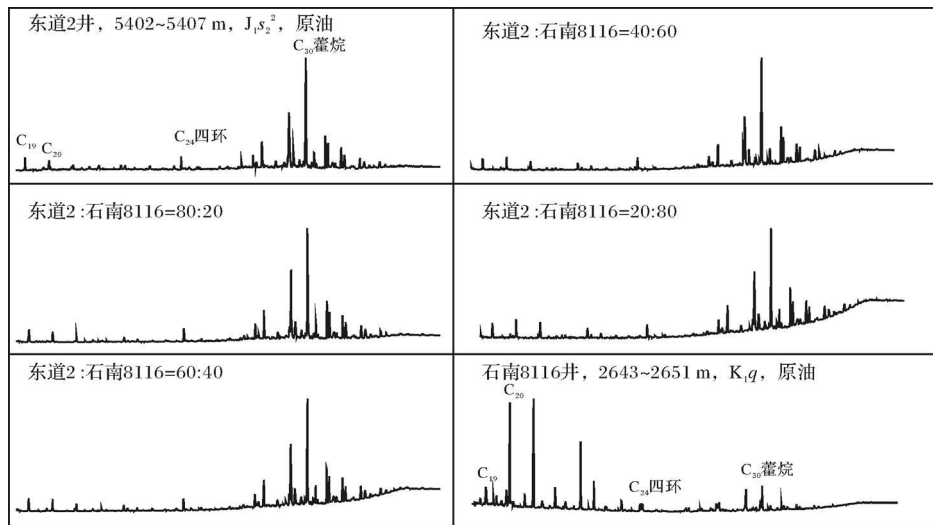 东道2井，5402~5407 m，J₁s₂²，原油
C₃₀藿烷
C₂₄四环
C₁₉
C₂₀
东道2:石南8116=40:60
东道2:石南8116=80:20
东道2:石南8116=20:80
东道2:石南8116=60:40
石南8116井，2643~2651 m，K₁q，原油
C₂₀
C₃₀藿烷
C₁₉
C₂₄四环